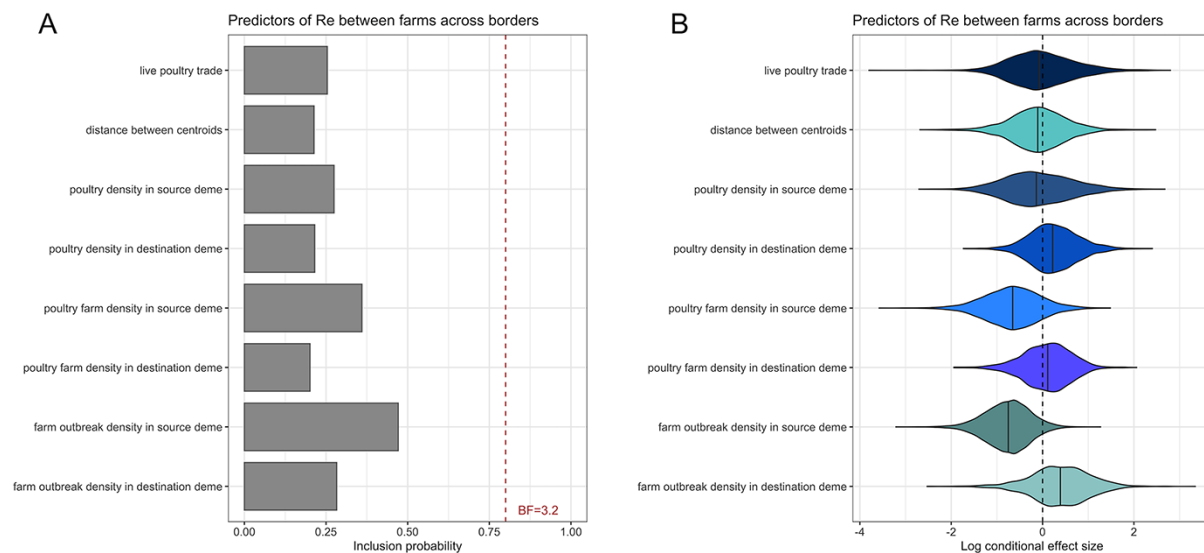 A
Predictors of Re between farms across borders
live poultry trade
distance between centroids
poultry density in source deme
poultry density in destination deme
poultry farm density in source deme
poultry farm density in destination deme
farm outbreak density in source deme
farm outbreak density in destination deme
BF=3.2
0.00 0.25 0.50 0.75 1.00
Inclusion probability
B
Predictors of Re between farms across borders
live poultry trade
distance between centroids
poultry density in source deme
poultry density in destination deme
poultry farm density in source deme
poultry farm density in destination deme
farm outbreak density in source deme
farm outbreak density in destination deme
-4 -2 0 2
Log conditional effect size